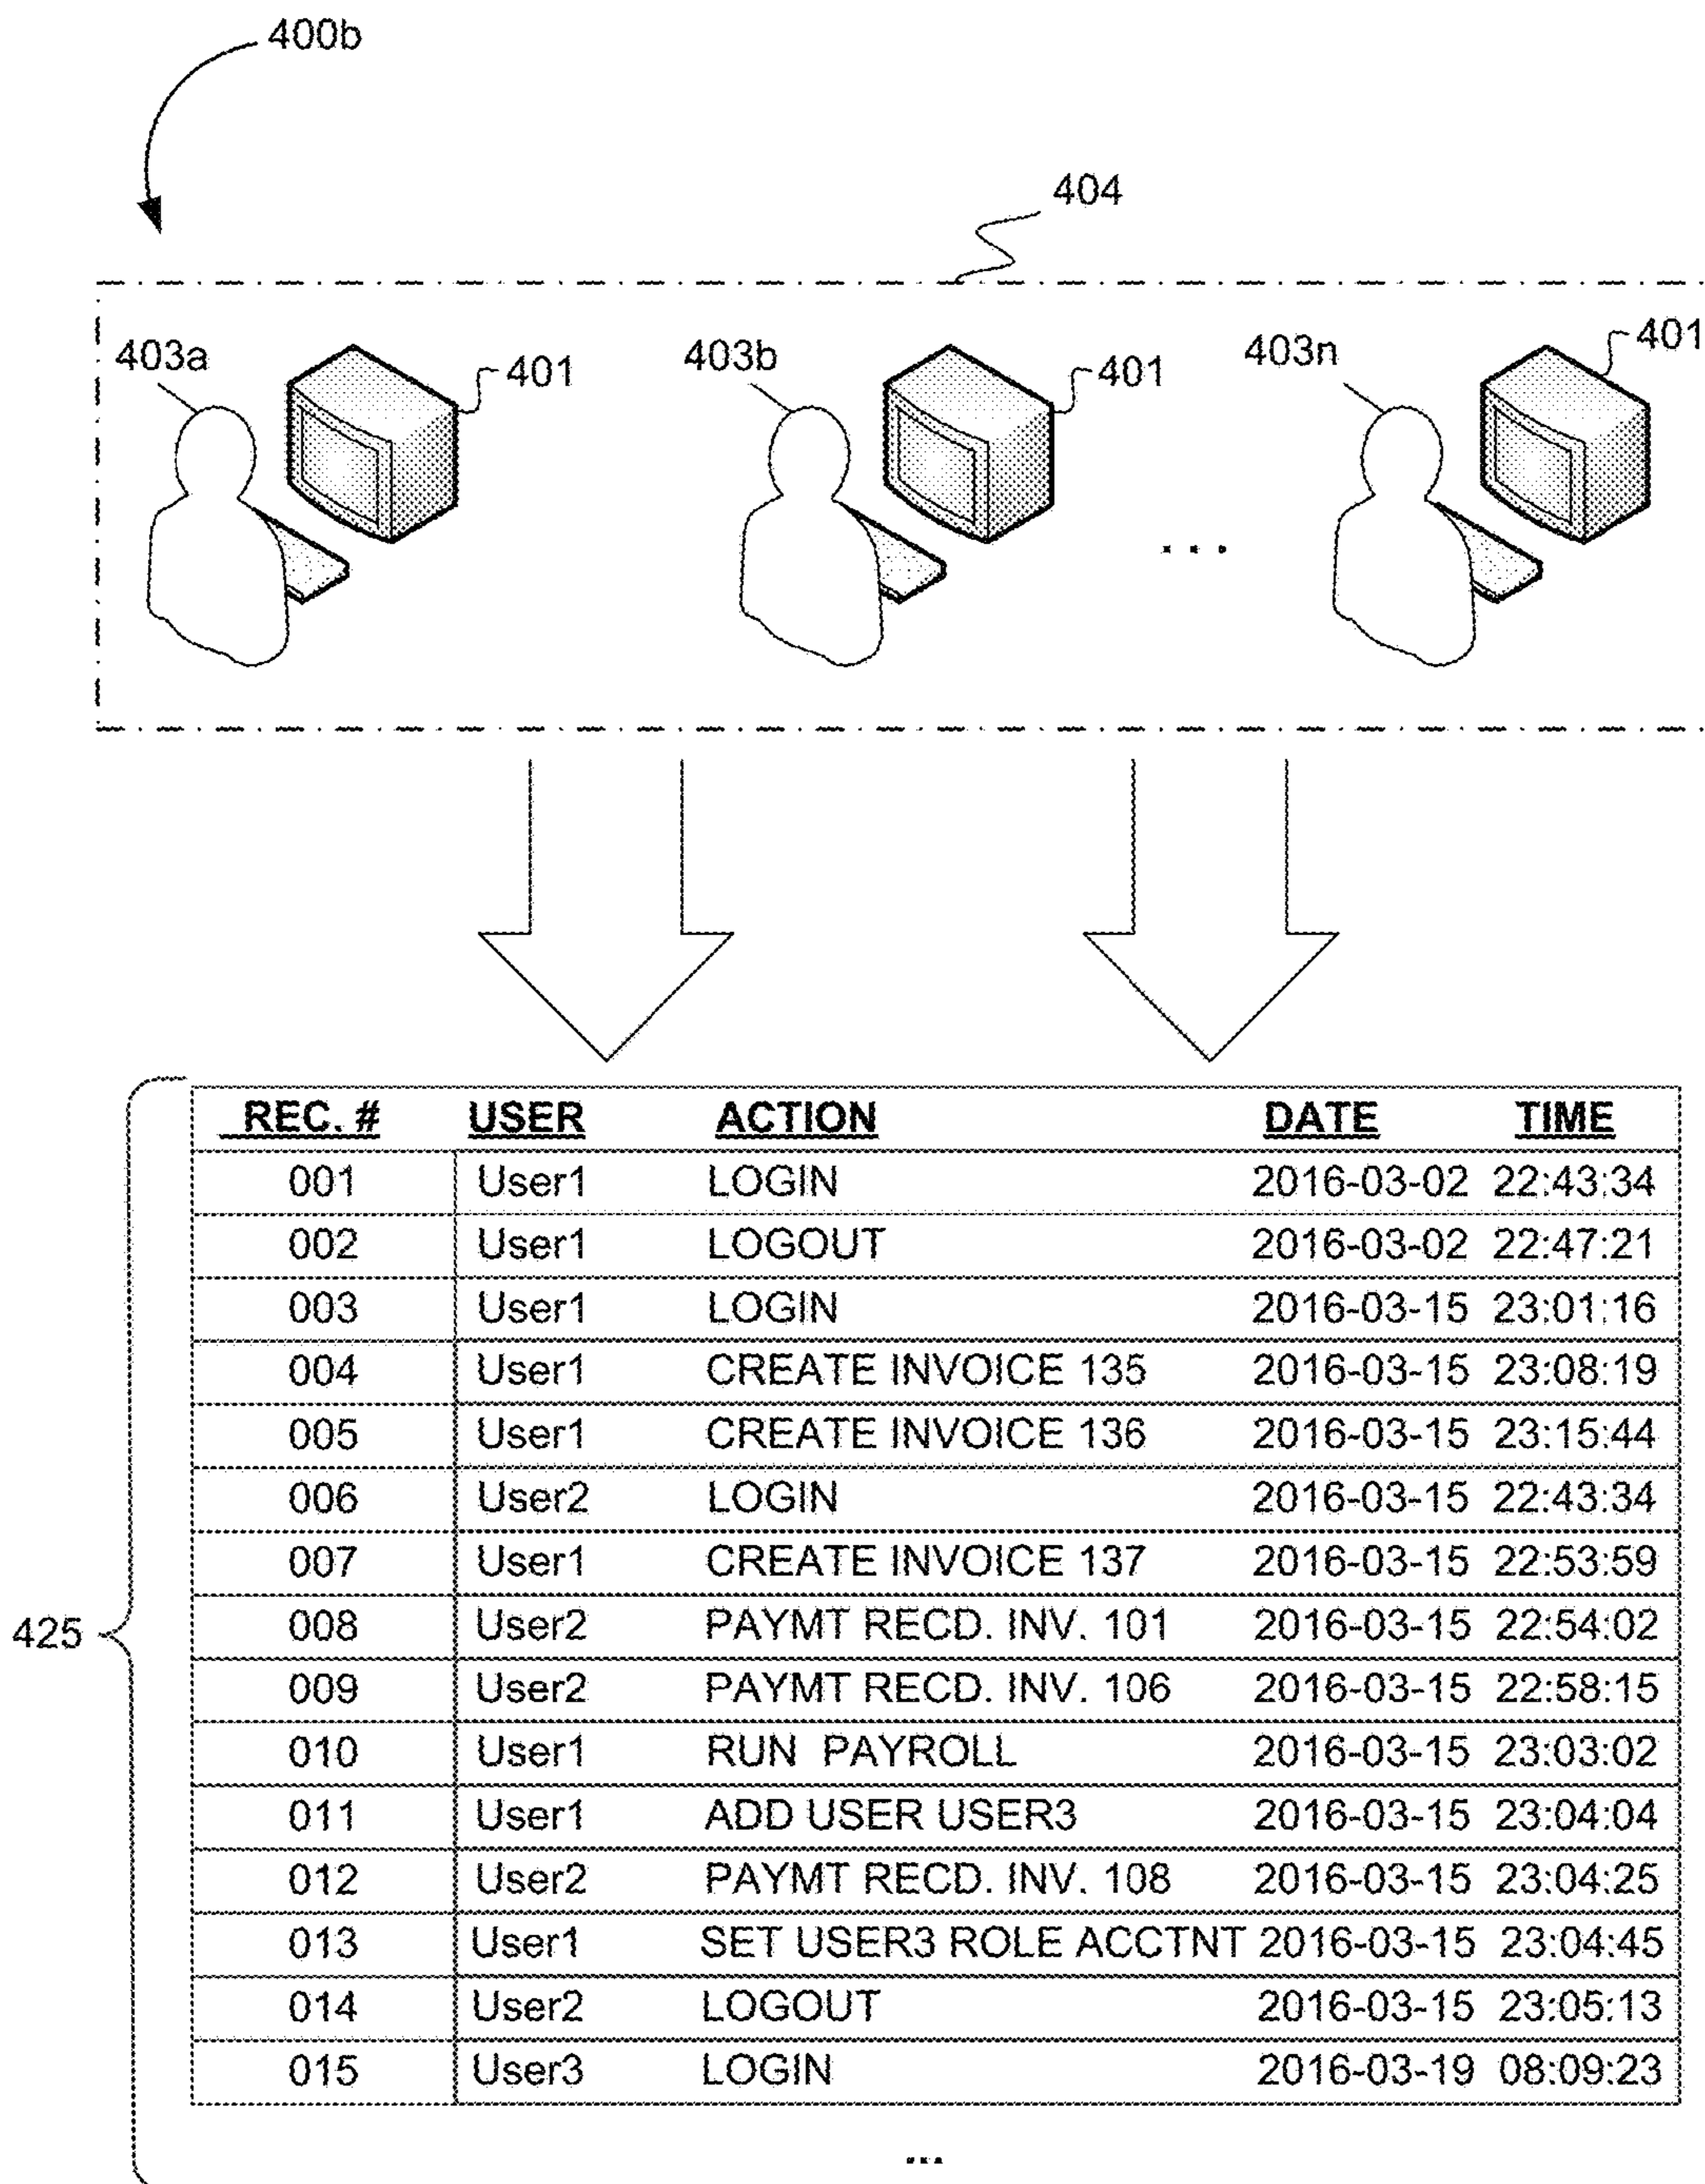 400b
404
403a 401 403b 401 403n 401
...
REC. # USER ACTION DATE TIME
001 User1 LOGIN 2016-03-02 22:43:34
002 User1 LOGOUT 2016-03-02 22:47:21
003 User1 LOGIN 2016-03-15 23:01:16
004 User1 CREATE INVOICE 135 2016-03-15 23:08:19
005 User1 CREATE INVOICE 136 2016-03-15 23:15:44
006 User2 LOGIN 2016-03-15 22:43:34
007 User1 CREATE INVOICE 137 2016-03-15 22:53:59
425
008 User2 PAYMT RECD. INV. 101 2016-03-15 22:54:02
009 User2 PAYMT RECD. INV. 106 2016-03-15 22:58:15
010 User1 RUN PAYROLL 2016-03-15 23:03:02
011 User1 ADD USER USER3 2016-03-15 23:04:04
012 User2 PAYMT RECD. INV. 108 2016-03-15 23:04:25
013 User1 SET USER3 ROLE ACCTNT 2016-03-15 23:04:45
014 User2 LOGOUT 2016-03-15 23:05:13
015 User3 LOGIN 2016-03-19 08:09:23
...